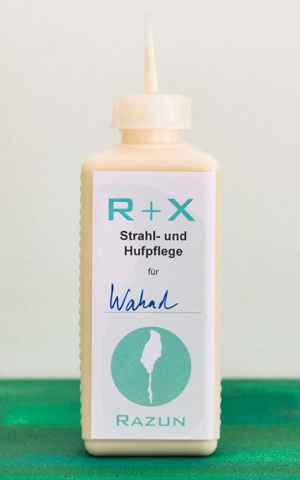 R + X
Strahl- und
Hufpflege
für
Wahad
RAZUN